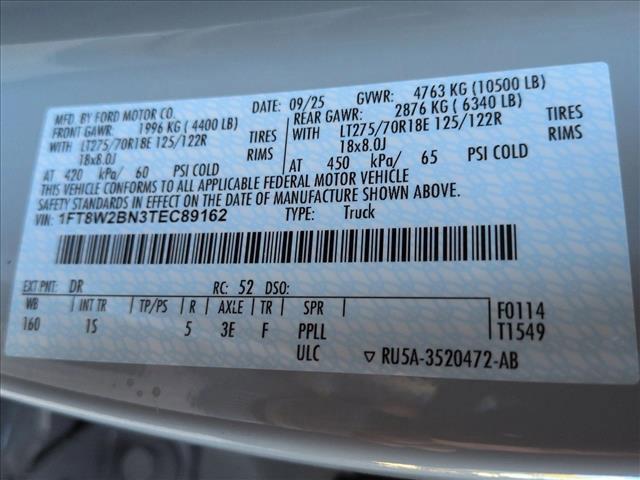 MFD. BY FORD MOTOR CO. DATE: 09/25 GVWR: 4763 KG (10500 LB)
FRONT GAWR: 1996 KG (4400 LB) REAR GAWR: 2876 KG (6340 LB)
WITH LT275/70R18E 125/122R TIRES WITH LT275/70R18E 125/122R TIRES
18x8.0J RIMS 18x8.0J RIMS
AT 420 kPa/ 60 PSI COLD AT 450 kPa/ 65 PSI COLD
THIS VEHICLE CONFORMS TO ALL APPLICABLE FEDERAL MOTOR VEHICLE
SAFETY STANDARDS IN EFFECT ON THE DATE OF MANUFACTURE SHOWN ABOVE.
VIN: 1FT8W2BN3TEC89162 TYPE: Truck
EXT PNT: DR RC: 52 DSO:
WB INT TR TP/PS R AXLE TR SPR F0114
160 1S 5 3E F PPLL T1549
ULC ▽ RU5A-3520472-AB